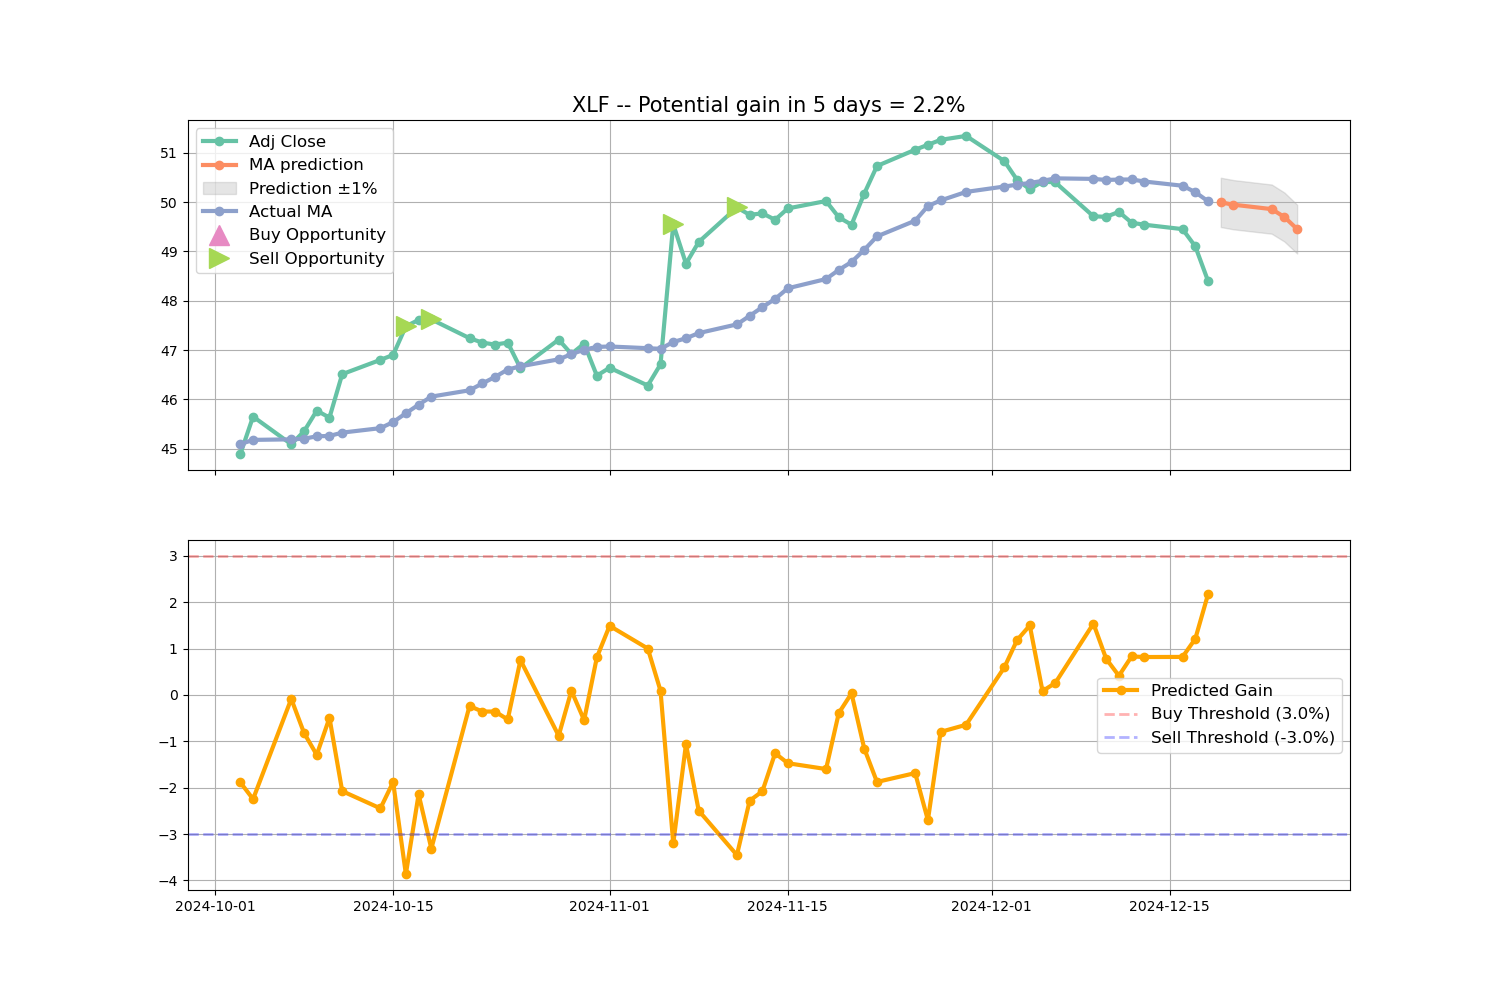 XLF -- Potential gain in 5 days = 2.2%
Adj Close
MA prediction
Prediction ±1%
Actual MA
Buy Opportunity
Sell Opportunity
51
50
49
48
47
46
45
3
2
1
0
−1
−2
−3
−4
Predicted Gain
Buy Threshold (3.0%)
Sell Threshold (-3.0%)
2024-10-01 2024-10-15 2024-11-01 2024-11-15 2024-12-01 2024-12-15